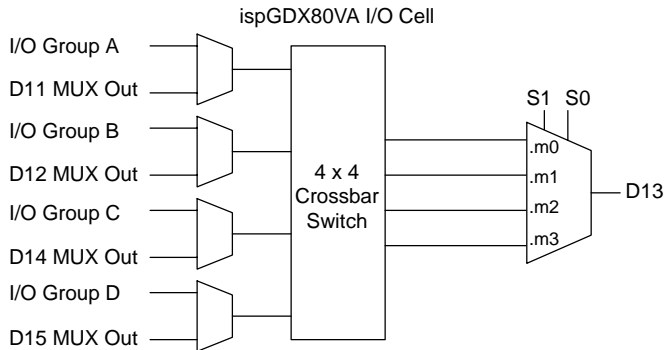 ispGDX80VA I/O Cell
I/O Group A
D11 MUX Out
I/O Group B
D12 MUX Out
I/O Group C
D14 MUX Out
I/O Group D
D15 MUX Out
4 x 4
Crossbar
Switch
S1 S0
.m0
.m1
.m2
.m3
D13